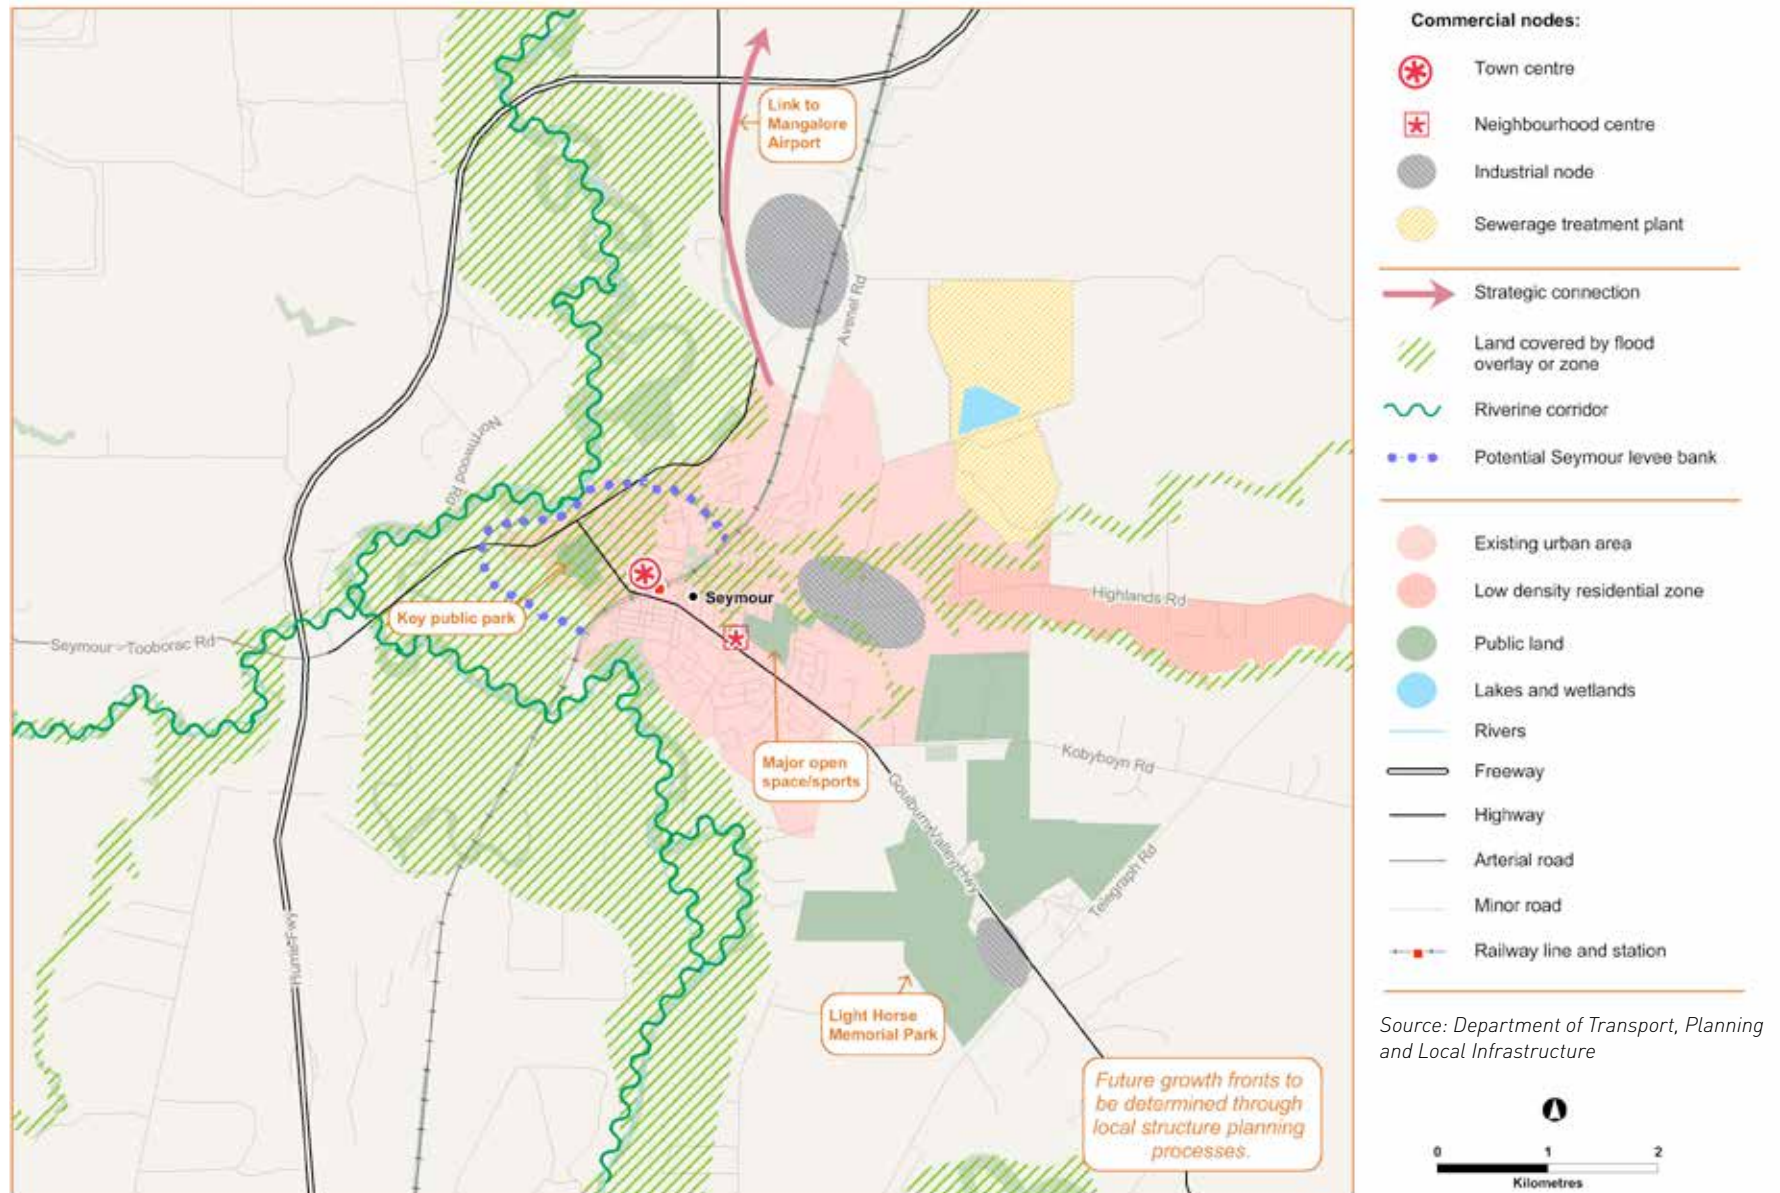 Link to
Mangalore
Airport
Avenel Rd
Northwood Rd
Key public park
Seymour
Highlands Rd
Seymour - Tooborac Rd
Major open
space/sports
Kobyboyn Rd
Goulburn Valley Hwy
Telegraph Rd
Hume Fwy
Light Horse
Memorial Park
Future growth fronts to
be determined through
local structure planning
processes.
Commercial nodes:
Town centre
Neighbourhood centre
Industrial node
Sewerage treatment plant
Strategic connection
Land covered by flood
overlay or zone
Riverine corridor
Potential Seymour levee bank
Existing urban area
Low density residential zone
Public land
Lakes and wetlands
Rivers
Freeway
Highway
Arterial road
Minor road
Railway line and station
Source: Department of Transport, Planning
and Local Infrastructure
0 1 2
Kilometres